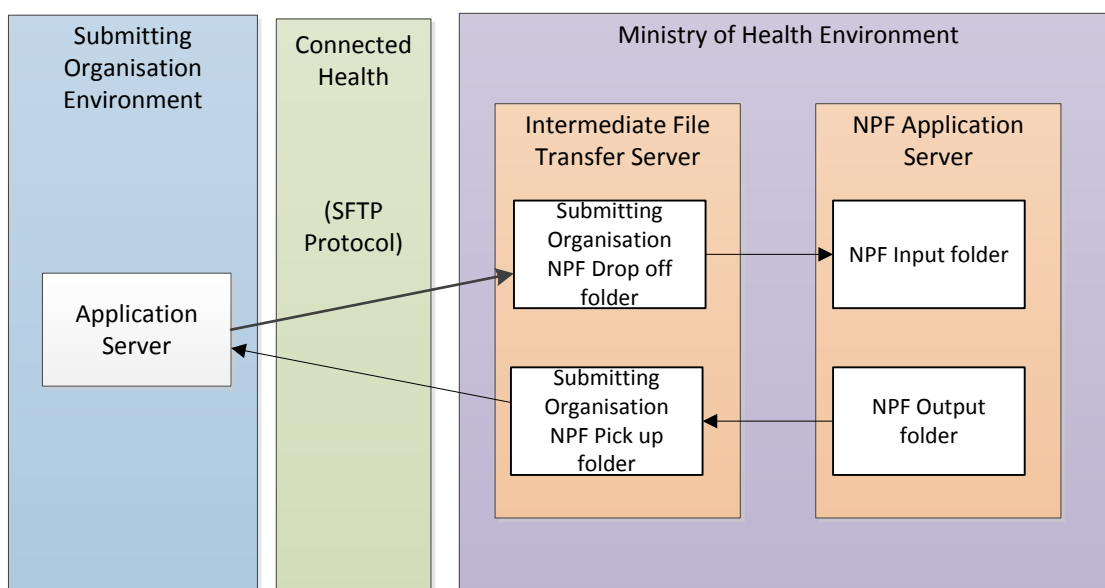 Submitting
Organisation
Environment
Application
Server
Connected
Health
(SFTP
Protocol)
Ministry of Health Environment
Intermediate File
Transfer Server
Submitting
Organisation
NPF Drop off
folder
Submitting
Organisation
NPF Pick up
folder
NPF Application
Server
NPF Input folder
NPF Output
folder